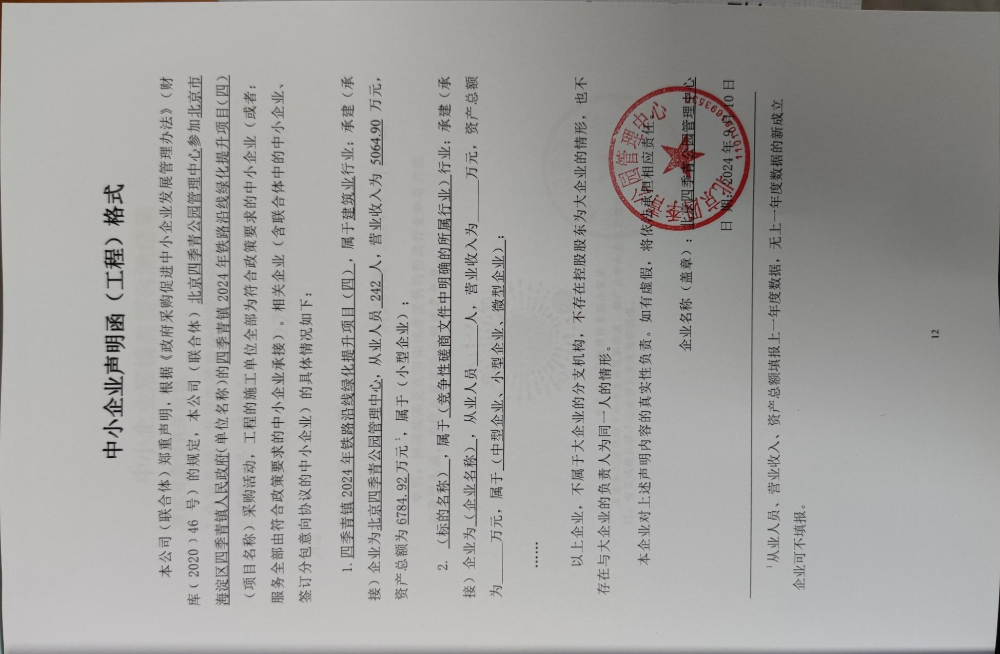 中小企业声明函（工程）格式
本公司（联合体）郑重声明，根据《政府采购促进中小企业发展管理办法》（财
库（2020）46 号）的规定，本公司（联合体）北京四季青公园管理中心参加北京市
海淀区四季青镇人民政府(单位名称)的四季青镇 2024 年铁路沿线绿化提升项目(四)
（项目名称）采购活动，工程的施工单位全部为符合政策要求的中小企业（或者：
服务全部由符合政策要求的中小企业承接）。相关企业（含联合体中的中小企业、
签订分包意向协议的中小企业）的具体情况如下：
1. 四季青镇 2024 年铁路沿线绿化提升项目（四），属于建筑业行业；承建（承
接）企业为北京四季青公园管理中心，从业人员 242 人，营业收入为 5064.90 万元，
资产总额为 6784.92 万元¹，属于（小型企业）；
2. （标的名称），属于（竞争性磋商文件中明确的所属行业）行业；承建（承
接）企业为（企业名称），从业人员____人，营业收入为____万元，资产总额
为____万元，属于（中型企业、小型企业、微型企业）；
……
以上企业，不属于大企业的分支机构，不存在控股股东为大企业的情形，也不
存在与大企业的负责人为同一人的情形。
本企业对上述声明内容的真实性负责。如有虚假，将依法承担相应责任。
企业名称（盖章）：北京四季青公园管理中心
日 期：2024 年 9 月 10 日
北京四季青公园管理中心
¹从业人员、营业收入、资产总额填报上一年度数据，无上一年度数据的新成立
企业可不填报。
12